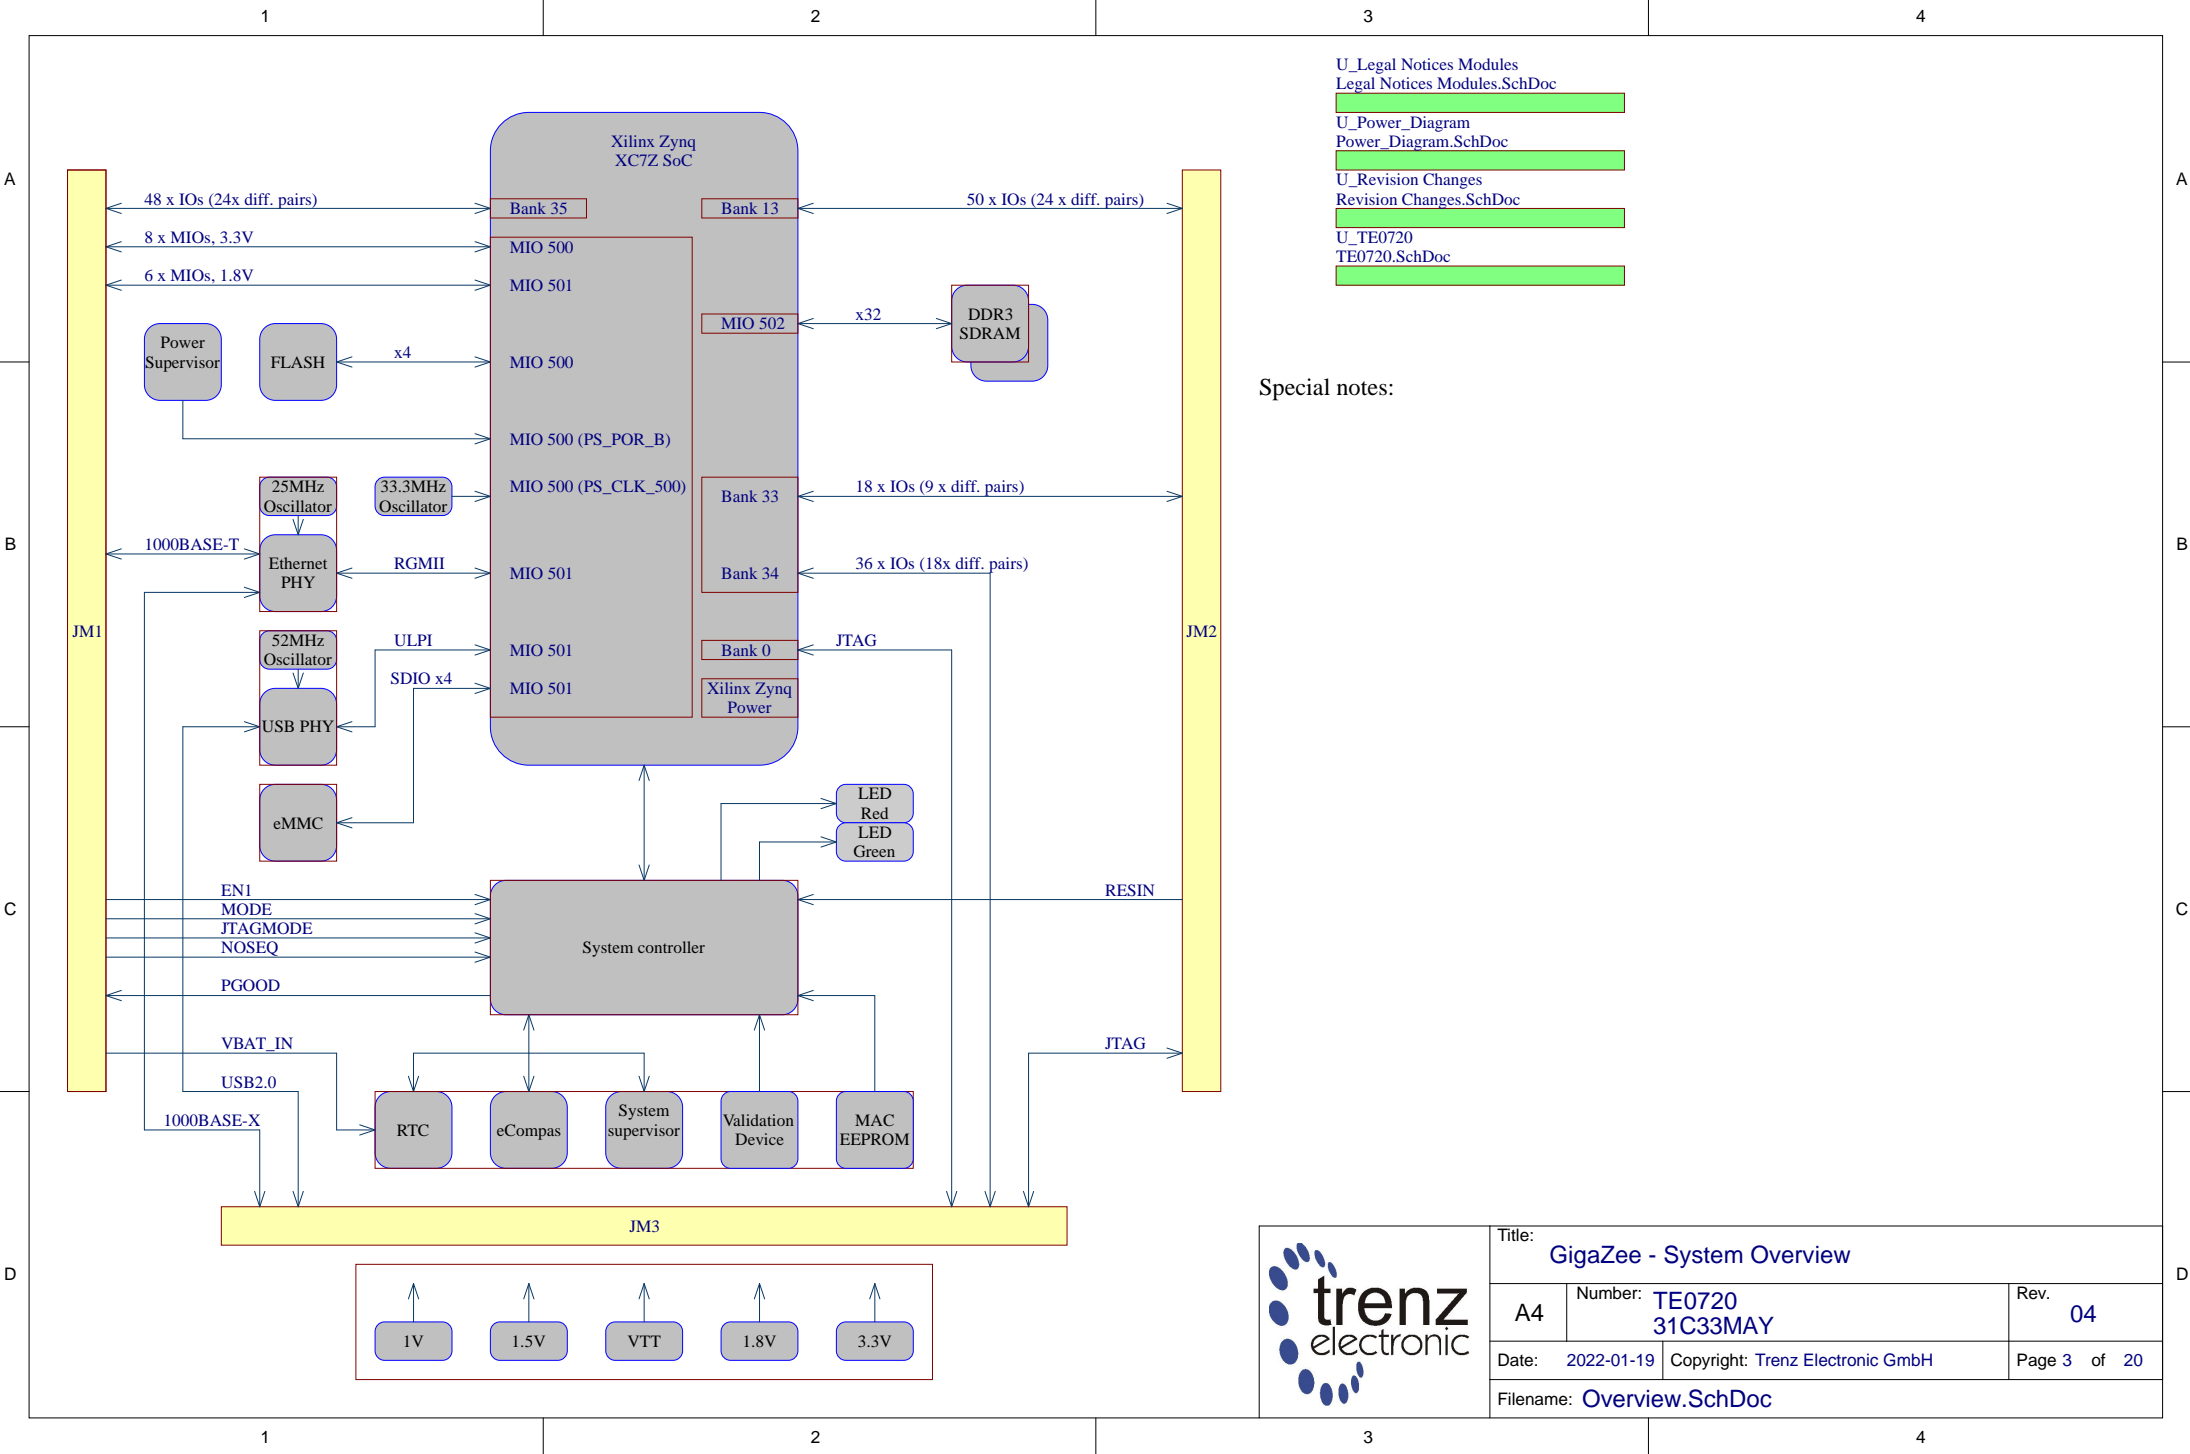 1
2
3
4
U_Legal Notices Modules
Legal Notices Modules.SchDoc
U_Power_Diagram
Power_Diagram.SchDoc
U_Revision Changes
Revision Changes.SchDoc
U_TE0720
TE0720.SchDoc
Special notes:
A
A
B
B
C
C
D
D
Xilinx Zynq
XC7Z SoC
48 x IOs (24x diff. pairs)
Bank 35
Bank 13
50 x IOs (24 x diff. pairs)
8 x MIOs, 3.3V
MIO 500
6 x MIOs, 1.8V
MIO 501
MIO 502
x32
DDR3
SDRAM
Power
Supervisor
FLASH
x4
MIO 500
MIO 500 (PS_POR_B)
25MHz
Oscillator
33.3MHz
Oscillator
MIO 500 (PS_CLK_500)
Bank 33
18 x IOs (9 x diff. pairs)
1000BASE-T
Ethernet
PHY
RGMII
MIO 501
Bank 34
36 x IOs (18x diff. pairs)
JM1
JM2
52MHz
Oscillator
ULPI
MIO 501
Bank 0
JTAG
SDIO x4
MIO 501
Xilinx Zynq
Power
USB PHY
eMMC
LED
Red
LED
Green
EN1
MODE
JTAGMODE
NOSEQ
PGOOD
System controller
RESIN
VBAT_IN
JTAG
USB2.0
1000BASE-X
RTC
eCompas
System
supervisor
Validation
Device
MAC
EEPROM
JM3
1V
1.5V
VTT
1.8V
3.3V
trenz
electronic
Title:
GigaZee - System Overview
A4
Number: TE0720
31C33MAY
Rev.
04
Date: 2022-01-19
Copyright: Trenz Electronic GmbH
Page 3 of 20
Filename: Overview.SchDoc
1
2
3
4